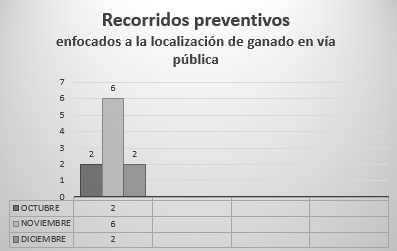 Recorridos preventivos
enfocados a la localización de ganado en vía
pública
7
6
5
4
3
2
1
0
2
6
2
OCTUBRE 2
NOVIEMBRE 6
DICIEMBRE 2